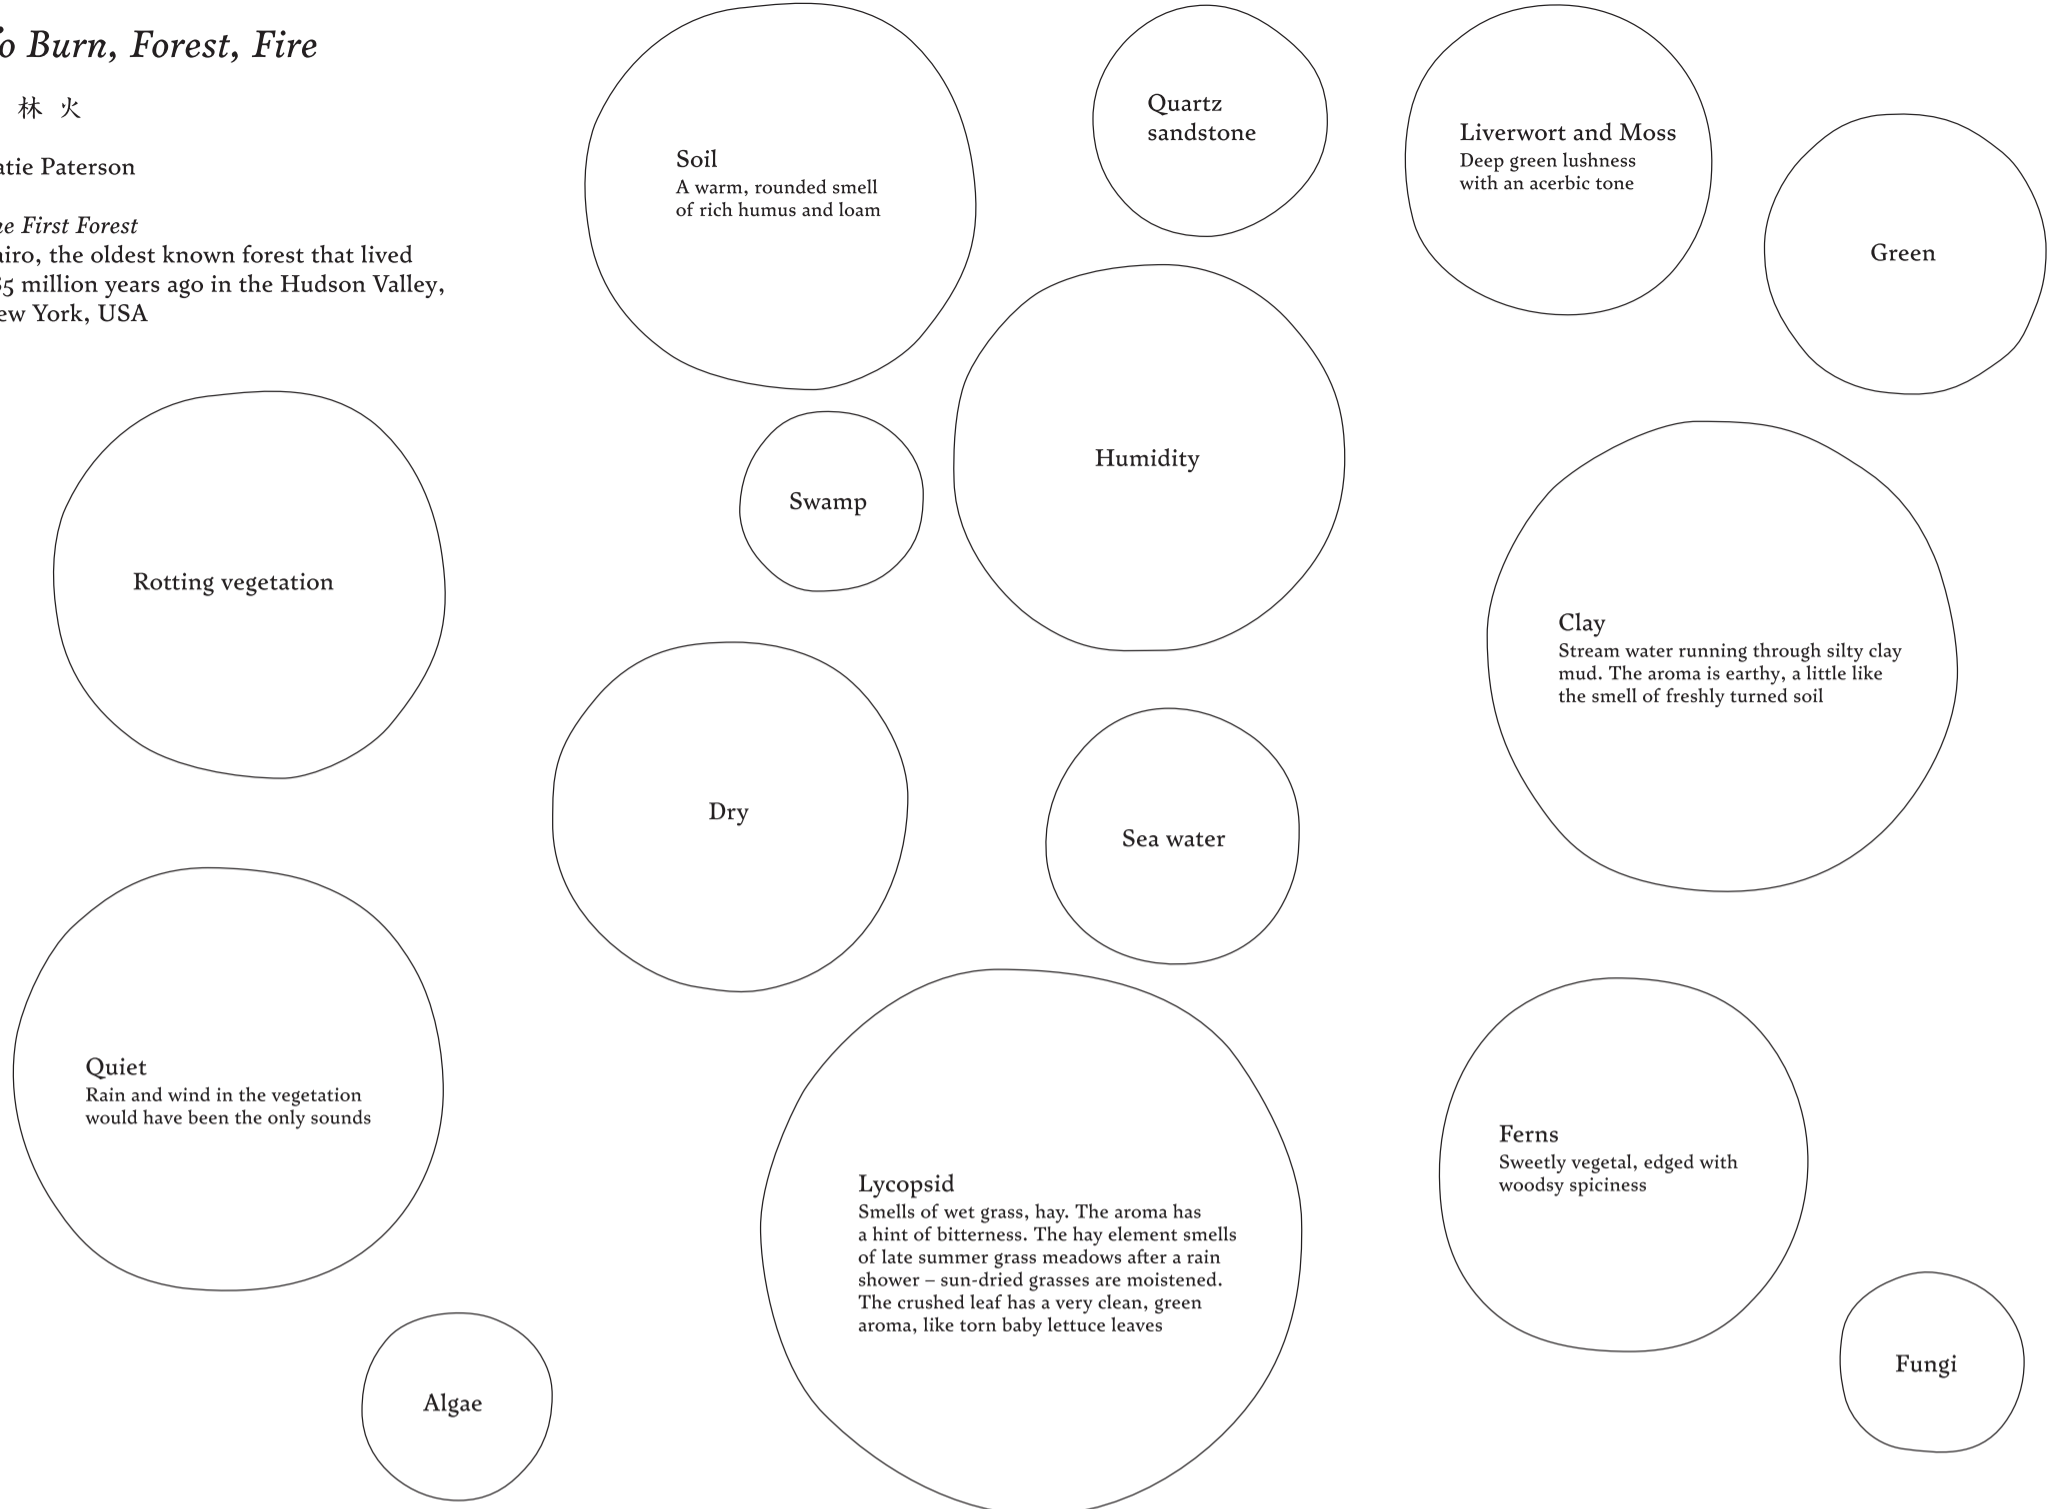 o Burn, Forest, Fire
林 火
atie Paterson
e First Forest
airo, the oldest known forest that lived
85 million years ago in the Hudson Valley,
ew York, USA
Soil
A warm, rounded smell
of rich humus and loam
Quartz
sandstone
Liverwort and Moss
Deep green lushness
with an acerbic tone
Green
Humidity
Swamp
Rotting vegetation
Clay
Stream water running through silty clay
mud. The aroma is earthy, a little like
the smell of freshly turned soil
Dry
Sea water
Quiet
Rain and wind in the vegetation
would have been the only sounds
Lycopsid
Smells of wet grass, hay. The aroma has
a hint of bitterness. The hay element smells
of late summer grass meadows after a rain
shower – sun-dried grasses are moistened.
The crushed leaf has a very clean, green
aroma, like torn baby lettuce leaves
Ferns
Sweetly vegetal, edged with
woodsy spiciness
Fungi
Algae